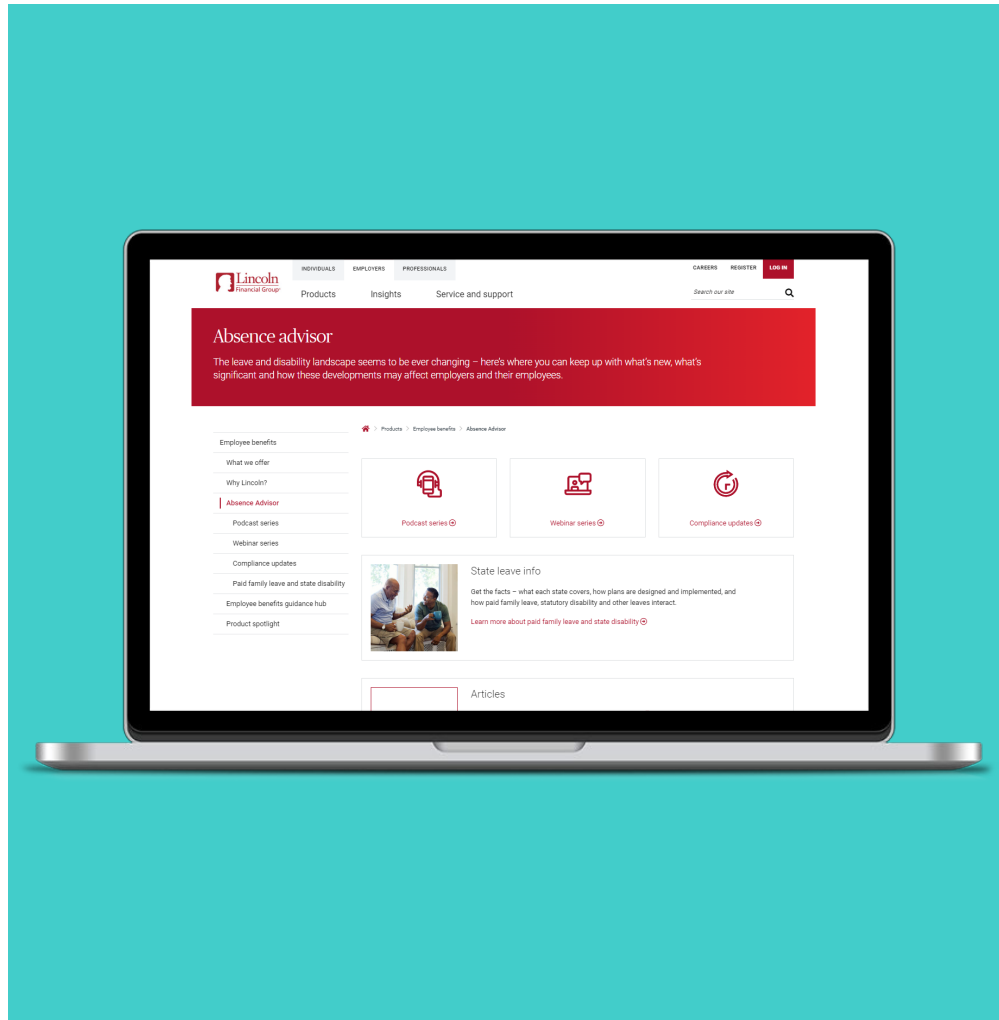 INDIVIDUALS EMPLOYERS PROFESSIONALS
CAREERS REGISTER LOG IN
Lincoln
Financial Group®
Products Insights Service and support
Search our site
Absence advisor
The leave and disability landscape seems to be ever changing – here's where you can keep up with what's new, what's
significant and how these developments may affect employers and their employees.
> Products > Employee benefits > Absence Advisor
Employee benefits
What we offer
Why Lincoln?
Absence Advisor
Podcast series
Webinar series
Compliance updates
Paid family leave and state disability
Employee benefits guidance hub
Product spotlight
Podcast series
Webinar series
Compliance updates
State leave info
Get the facts – what each state covers, how plans are designed and implemented, and
how paid family leave, statutory disability and other leaves interact.
Learn more about paid family leave and state disability
Articles